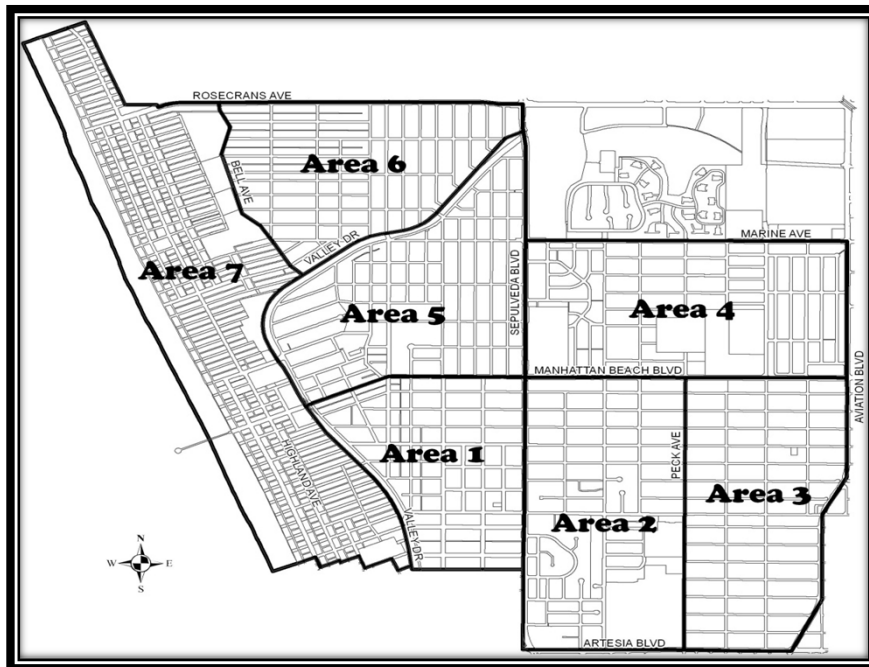 ROSECRANS AVE
Area 6
BELL AVE
VALLEY DR
MARINE AVE
Area 7
SEPULVEDA BLVD
Area 5
Area 4
MANHATTAN BEACH BLVD
AVIATION BLVD
HIGHLAND AVE
Area 1
PECK AVE
Area 3
VALLEY DR
Area 2
N
W
E
S
ARTESIA BLVD